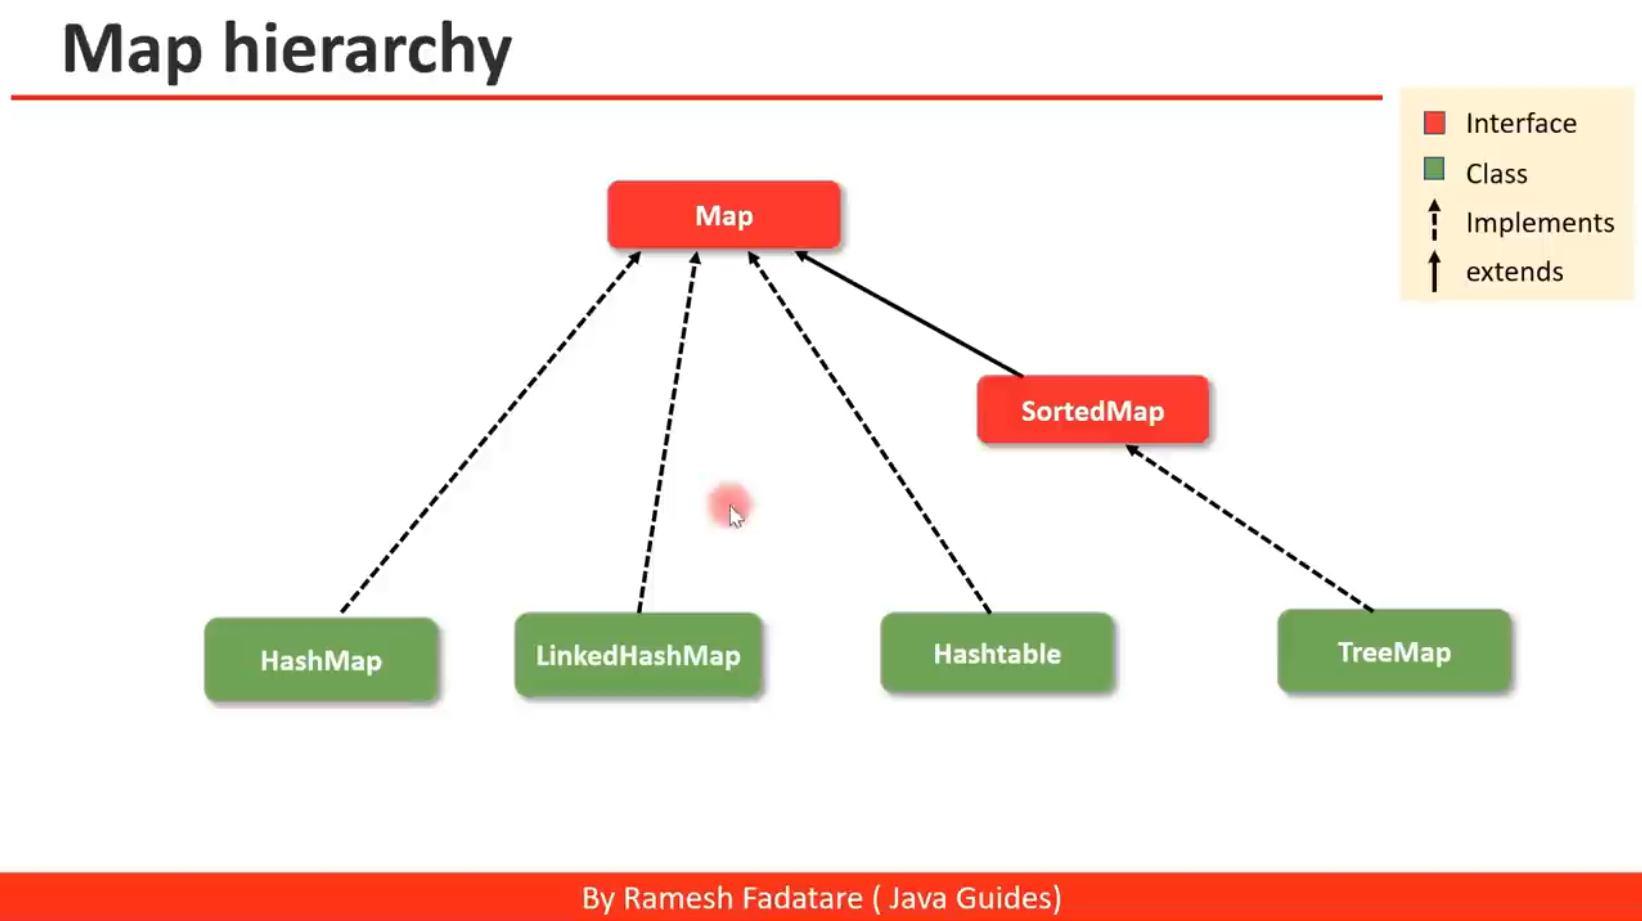 Map hierarchy
Interface
Class
Implements
extends
Map
SortedMap
HashMap
LinkedHashMap
Hashtable
TreeMap
By Ramesh Fadatare ( Java Guides)